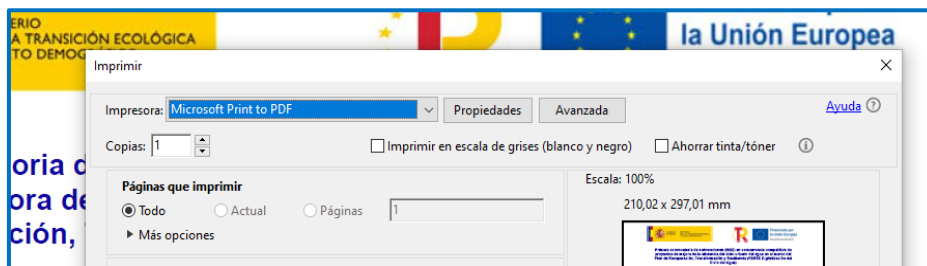 ERIO
A TRANSICIÓN ECOLÓGICA
TO DEMOG
la Unión Europea
Imprimir
Impresora: Microsoft Print to PDF Propiedades Avanzada Ayuda
Copias: 1 Imprimir en escala de grises (blanco y negro) Ahorrar tinta/tóner
oria d
ora de
ción,
Páginas que imprimir
Todo Actual Páginas 1
Más opciones
Escala: 100%
210,02 x 297,01 mm